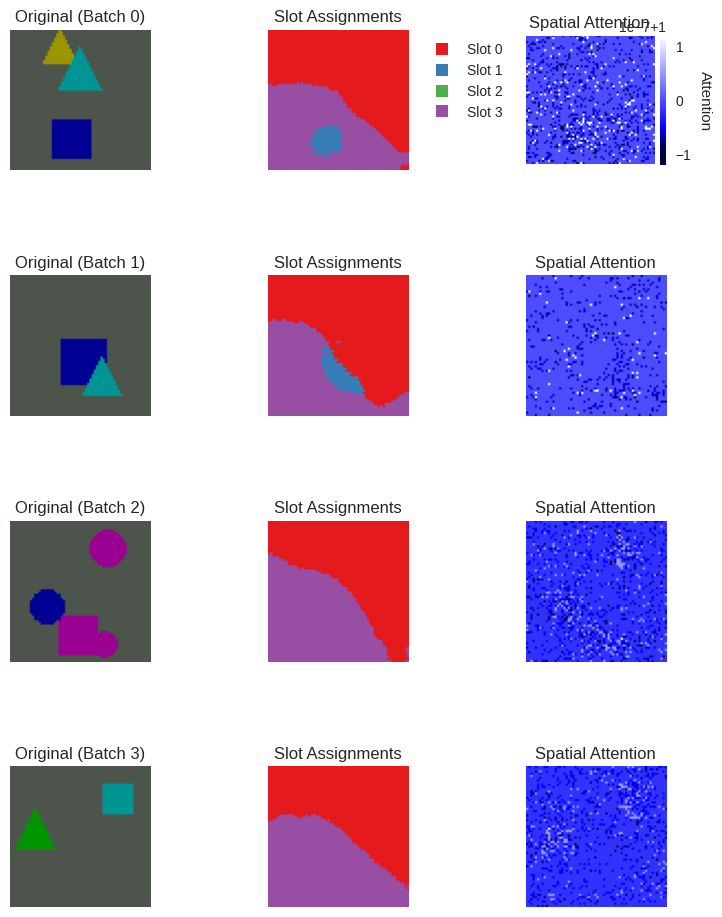 Original (Batch 0)
Slot Assignments
Spatial Attention
1e−7+1
Slot 0
Slot 1
Slot 2
Slot 3
1
0
−1
Attention
Original (Batch 1)
Slot Assignments
Spatial Attention
Original (Batch 2)
Slot Assignments
Spatial Attention
Original (Batch 3)
Slot Assignments
Spatial Attention